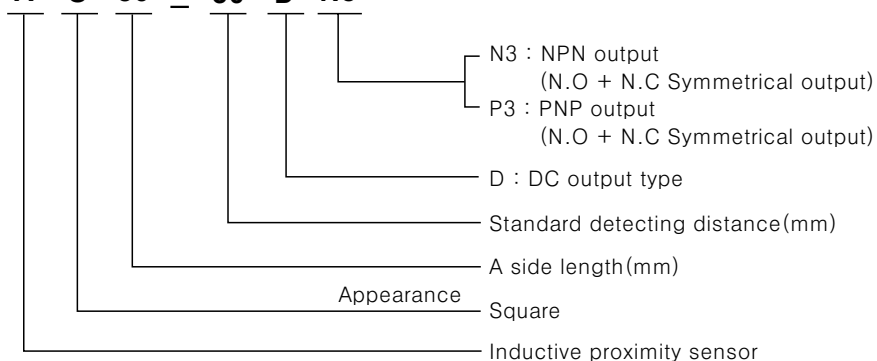 N3 : NPN output
(N.O + N.C Symmetrical output)
P3 : PNP output
(N.O + N.C Symmetrical output)
D : DC output type
Standard detecting distance(mm)
A side length(mm)
Appearance
Square
Inductive proximity sensor